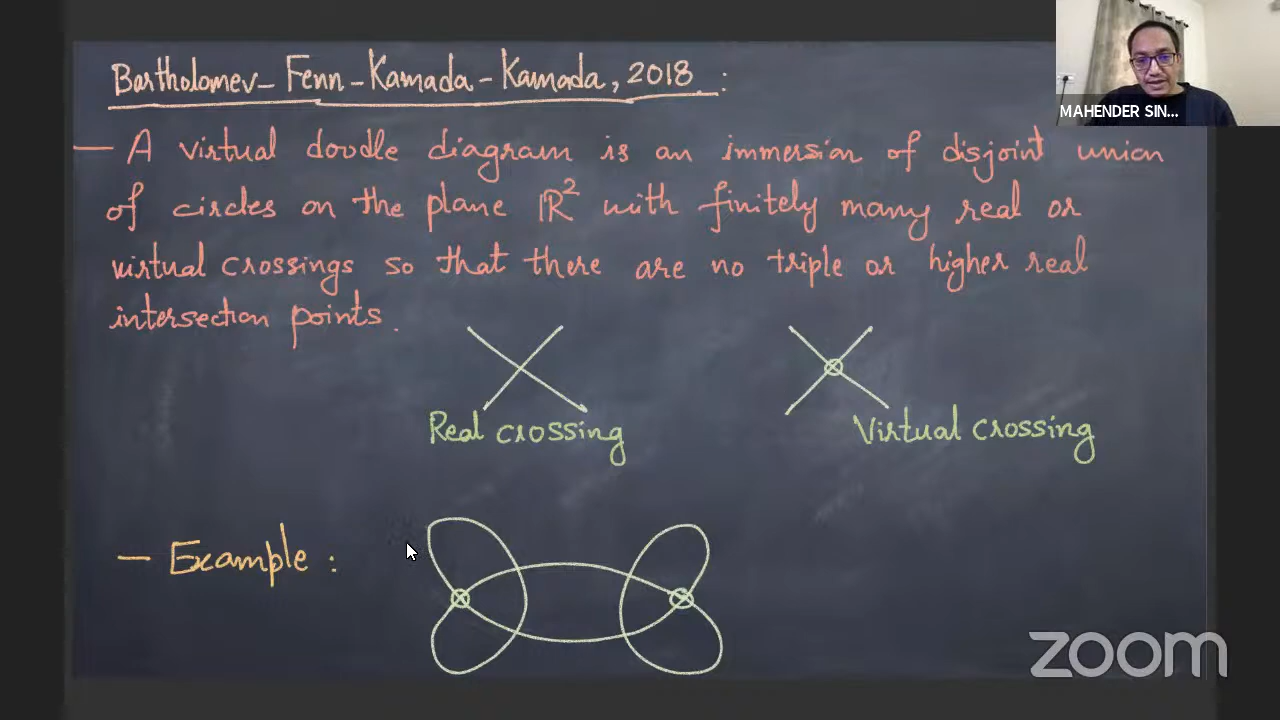 Bartholomev-Fenn-Kamada-Kamada, 2018 :
MAHENDER SIN...
— A virtual doodle diagram is an immersion of disjoint union
of circles on the plane ℝ² with finitely many real or
virtual crossings so that there are no triple or higher real
intersection points.
Real crossing
Virtual crossing
— Example :
zoom